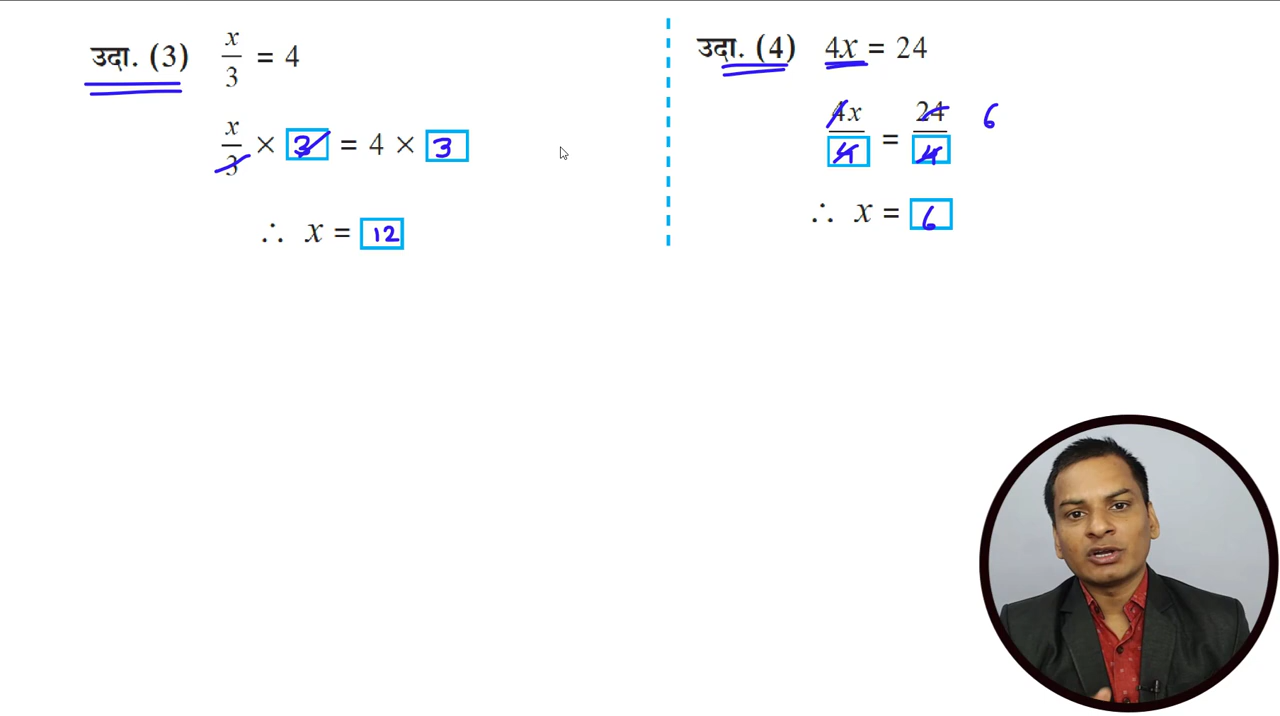 उदा. (3) x/3 = 4
x/3 × 3 = 4 × 3
∴ x = 12
उदा. (4) 4x = 24
4x/4 = 24/4 6
∴ x = 6